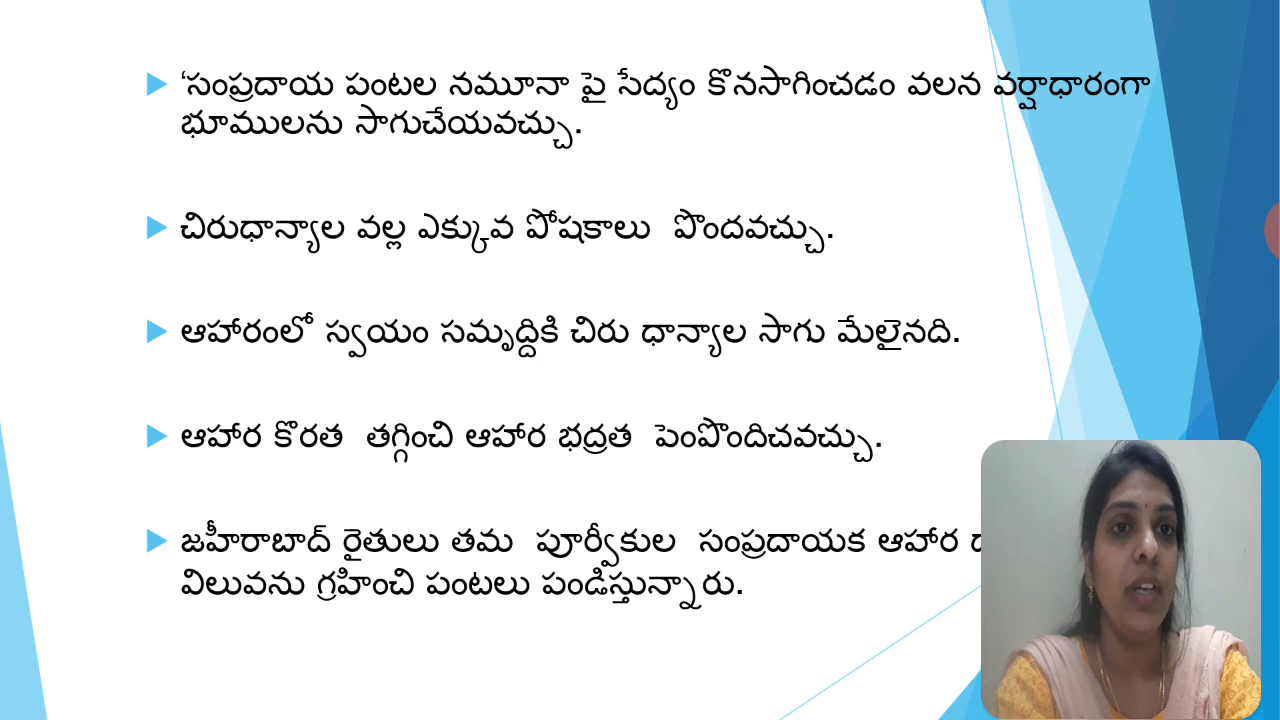 ‘సంప్రదాయ పంటల నమూనా పై సేద్యం కొనసాగించడం వలన వర్షాధారంగా
భూములను సాగుచేయవచ్చు.
చిరుధాన్యాల వల్ల ఎక్కువ పోషకాలు పొందవచ్చు.
ఆహారంలో స్వయం సమృద్దికి చిరు ధాన్యాల సాగు మేలైనది.
ఆహార కొరత తగ్గించి ఆహార భద్రత పెంపొందిచవచ్చు.
జహీరాబాద్ రైతులు తమ పూర్వీకుల సంప్రదాయక ఆహార
విలువను గ్రహించి పంటలు పండిస్తున్నారు.